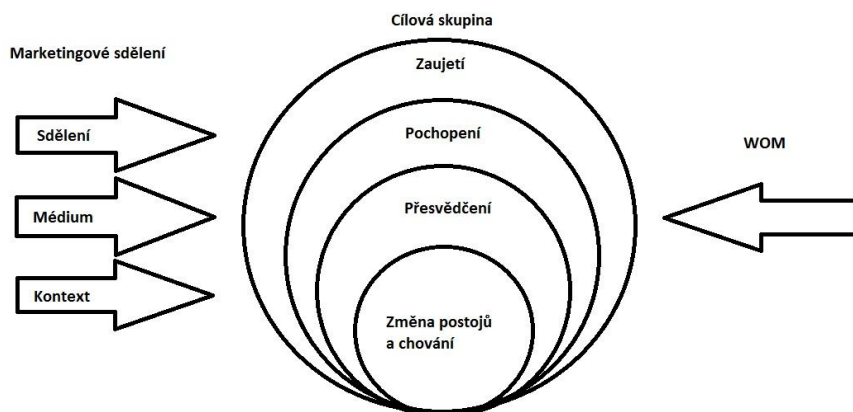 Cílová skupina
Marketingové sdělení
Zaujetí
Sdělení
Pochopení
WOM
Médium
Přesvědčení
Kontext
Změna postojů
a chování